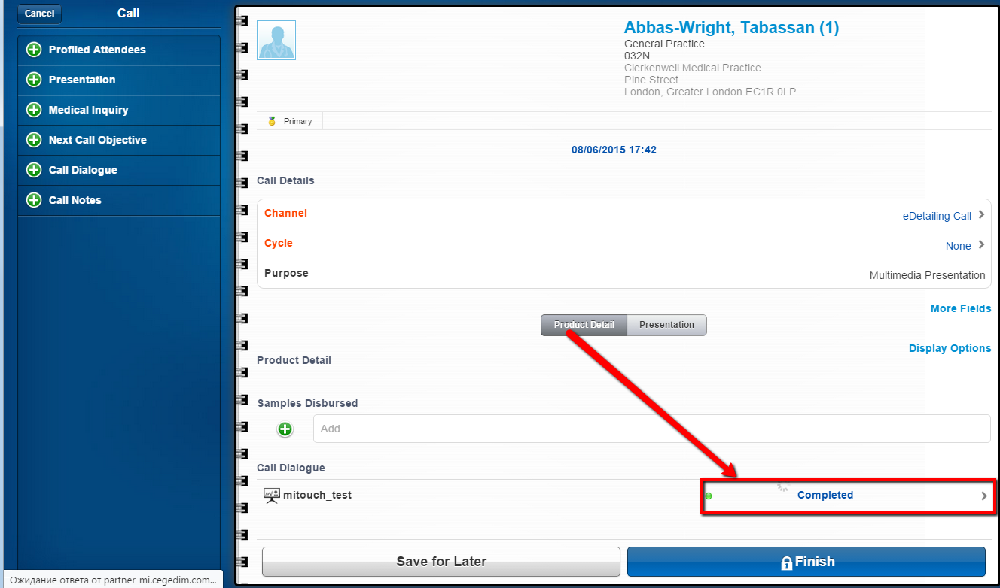 Cancel
Call
Profiled Attendees
Presentation
Medical Inquiry
Next Call Objective
Call Dialogue
Call Notes
Abbas-Wright, Tabassan (1)
General Practice
032N
Clerkenwell Medical Practice
Pine Street
London, Greater London EC1R 0LP
Primary
08/06/2015 17:42
Call Details
Channel
eDetailing Call
Cycle
None
Purpose
Multimedia Presentation
More Fields
Product Detail
Presentation
Display Options
Product Detail
Samples Disbursed
Add
Call Dialogue
mitouch_test
Completed
Save for Later
Finish
Ожидание ответа от partner-mi.cegedim.com...